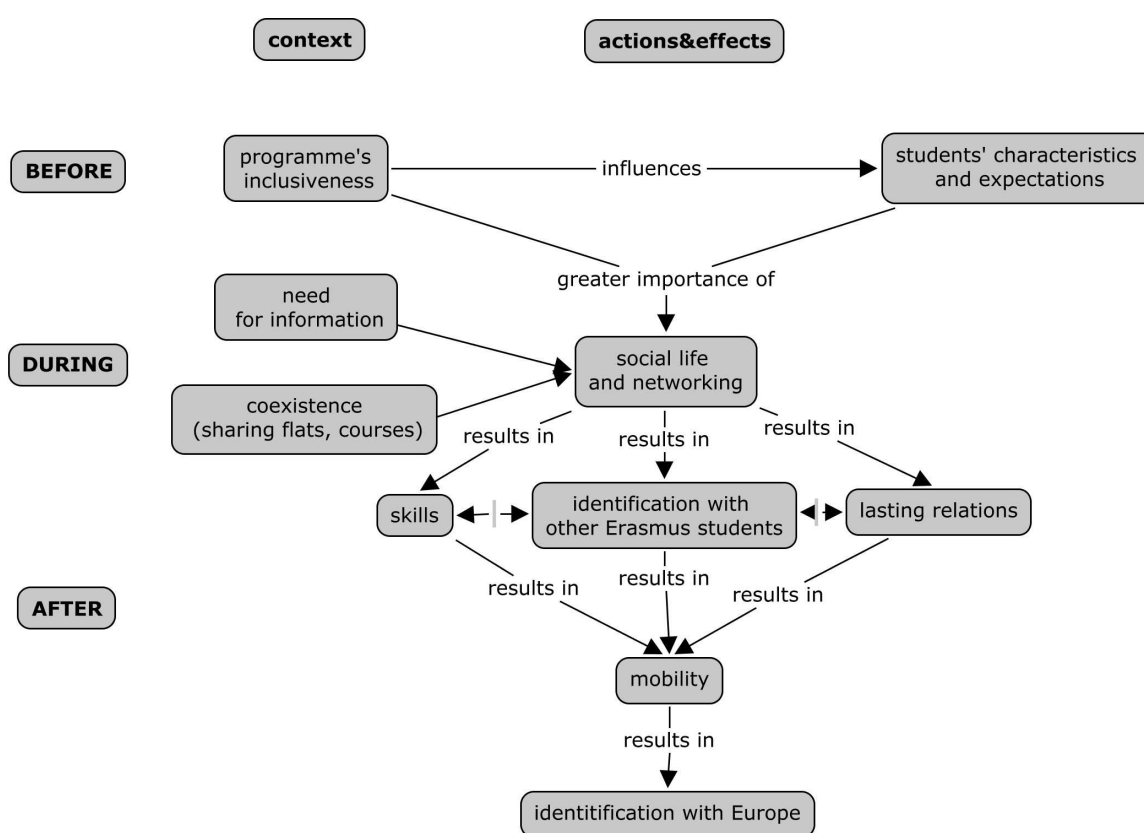 context
actions&effects
BEFORE
programme's
inclusiveness
influences
students' characteristics
and expectations
greater importance of
need
for information
DURING
social life
and networking
coexistence
(sharing flats, courses)
results in
results in
results in
skills
identification with
other Erasmus students
lasting relations
AFTER
results in
results in
results in
mobility
results in
identitification with Europe